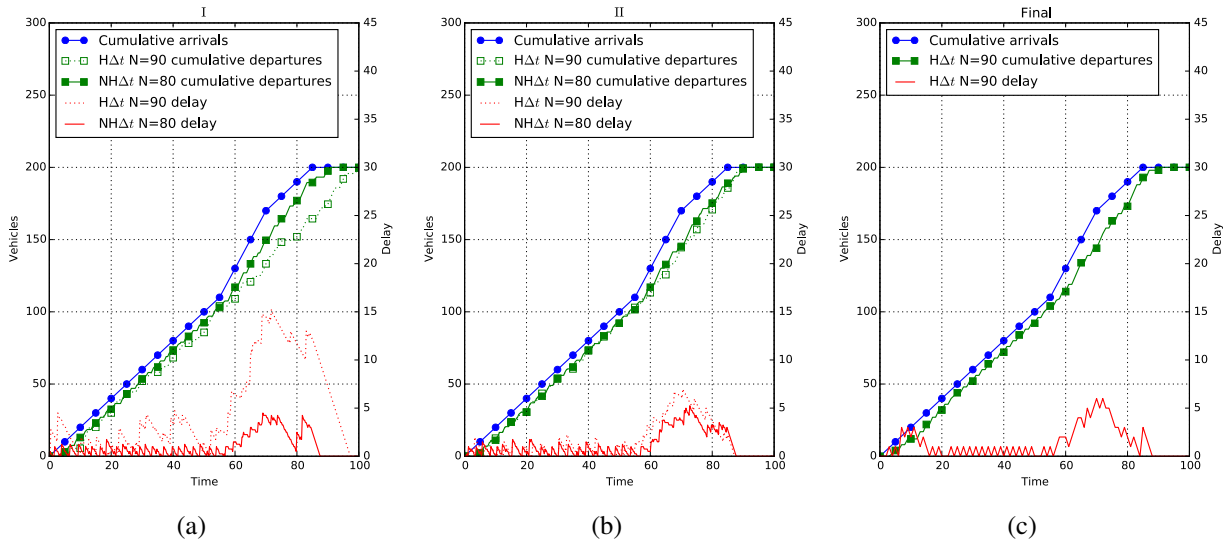 I
300
250
200
150
100
50
0
45
40
35
30
25
20
15
10
5
0
0 20 40 60 80 100
Vehicles
Delay
Time
Cumulative arrivals
HΔt N=90 cumulative departures
NHΔt N=80 cumulative departures
HΔt N=90 delay
NHΔt N=80 delay
(a)
II
300
250
200
150
100
50
0
45
40
35
30
25
20
15
10
5
0
0 20 40 60 80 100
Vehicles
Delay
Time
Cumulative arrivals
HΔt N=90 cumulative departures
NHΔt N=80 cumulative departures
HΔt N=90 delay
NHΔt N=80 delay
(b)
Final
300
250
200
150
100
50
0
45
40
35
30
25
20
15
10
5
0
0 20 40 60 80 100
Vehicles
Delay
Time
Cumulative arrivals
HΔt N=90 cumulative departures
HΔt N=90 delay
(c)